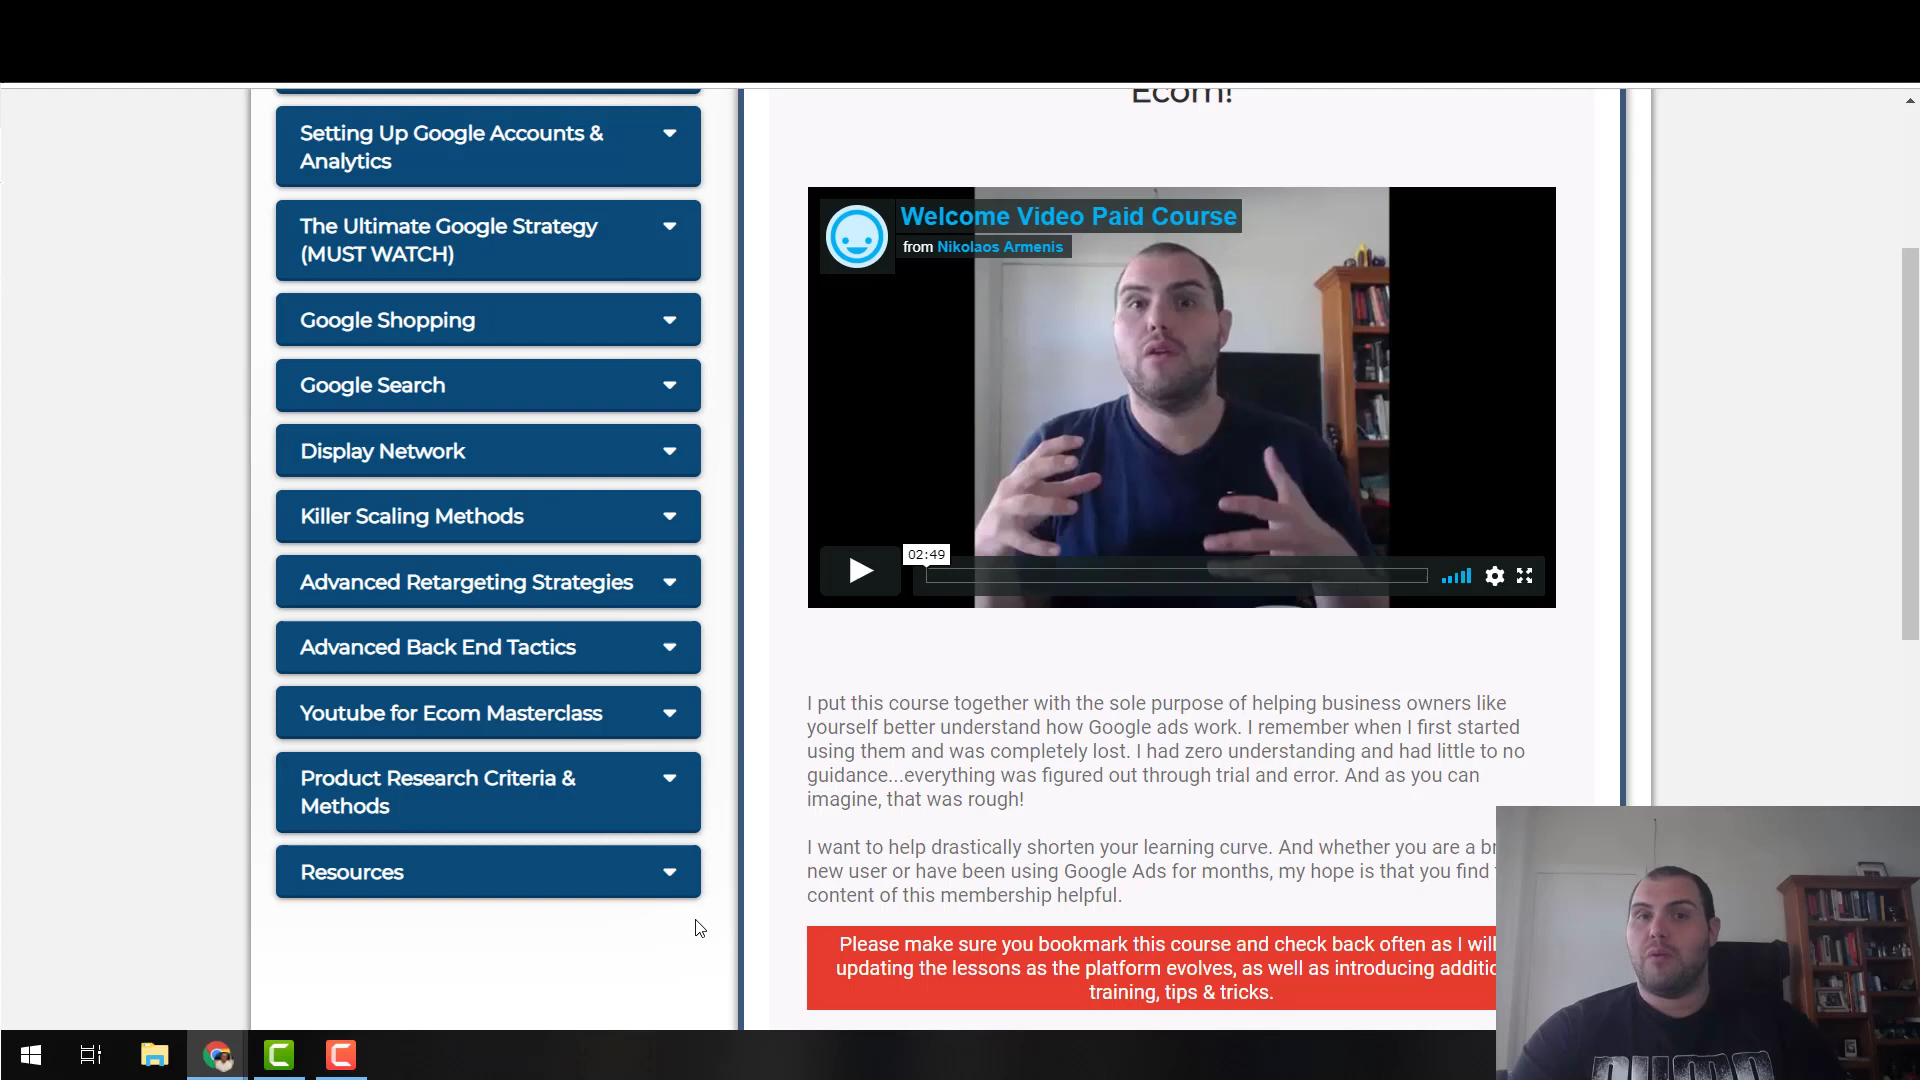 Ecom!
Setting Up Google Accounts &
Analytics
The Ultimate Google Strategy
(MUST WATCH)
Google Shopping
Google Search
Display Network
Killer Scaling Methods
Advanced Retargeting Strategies
Advanced Back End Tactics
Youtube for Ecom Masterclass
Product Research Criteria &
Methods
Resources
Welcome Video Paid Course
from Nikolaos Armenis
02:49
I put this course together with the sole purpose of helping business owners like
yourself better understand how Google ads work. I remember when I first started
using them and was completely lost. I had zero understanding and had little to no
guidance...everything was figured out through trial and error. And as you can
imagine, that was rough!
I want to help drastically shorten your learning curve. And whether you are a br
new user or have been using Google Ads for months, my hope is that you find
content of this membership helpful.
Please make sure you bookmark this course and check back often as I will
updating the lessons as the platform evolves, as well as introducing additio
training, tips & tricks.